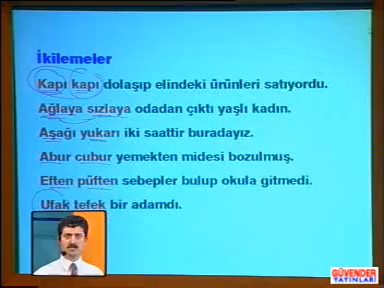 İkilemeler
Kapı kapı dolaşıp elindeki ürünleri satıyordu.
Ağlaya sızlaya odadan çıktı yaşlı kadın.
Aşağı yukarı iki saattir buradayız.
Abur cubur yemekten midesi bozulmuş.
Eften püften sebepler bulup okula gitmedi.
Ufak tefek bir adamdı.
GÜVENDER
YAYINLARI